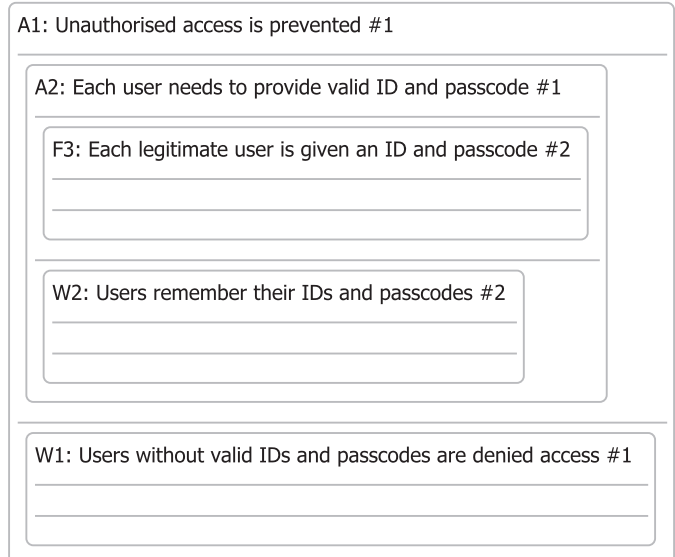 A1: Unauthorised access is prevented #1
A2: Each user needs to provide valid ID and passcode #1
F3: Each legitimate user is given an ID and passcode #2
W2: Users remember their IDs and passcodes #2
W1: Users without valid IDs and passcodes are denied access #1